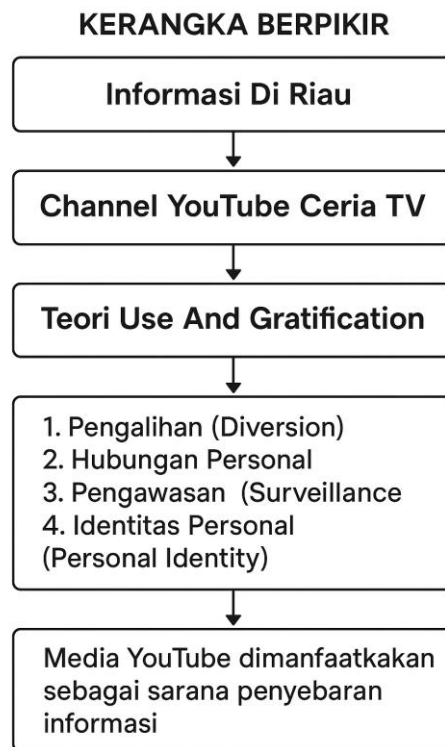 KERANGKA BERPIKIR
Informasi Di Riau
Channel YouTube Ceria TV
Teori Use And Gratification
1. Pengalihan (Diversion)
2. Hubungan Personal
3. Pengawasan (Surveillance
4. Identitas Personal
(Personal Identity)
Media YouTube dimanfaatkakan
sebagai sarana penyebaran
informasi